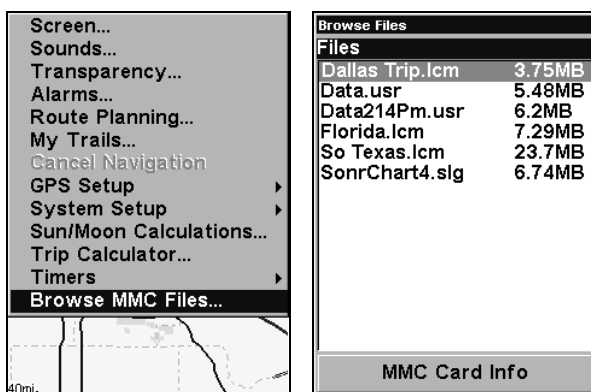 Screen...
Sounds...
Transparency...
Alarms...
Route Planning...
My Trails...
Cancel Navigation
GPS Setup
System Setup
Sun/Moon Calculations...
Trip Calculator...
Timers
Browse MMC Files...
40mi.
Browse Files
Files
Dallas Trip.lcm 3.75MB
Data.usr 5.48MB
Data214Pm.usr 6.2MB
Florida.lcm 7.29MB
So Texas.lcm 23.7MB
SonrChart4.slg 6.74MB
MMC Card Info